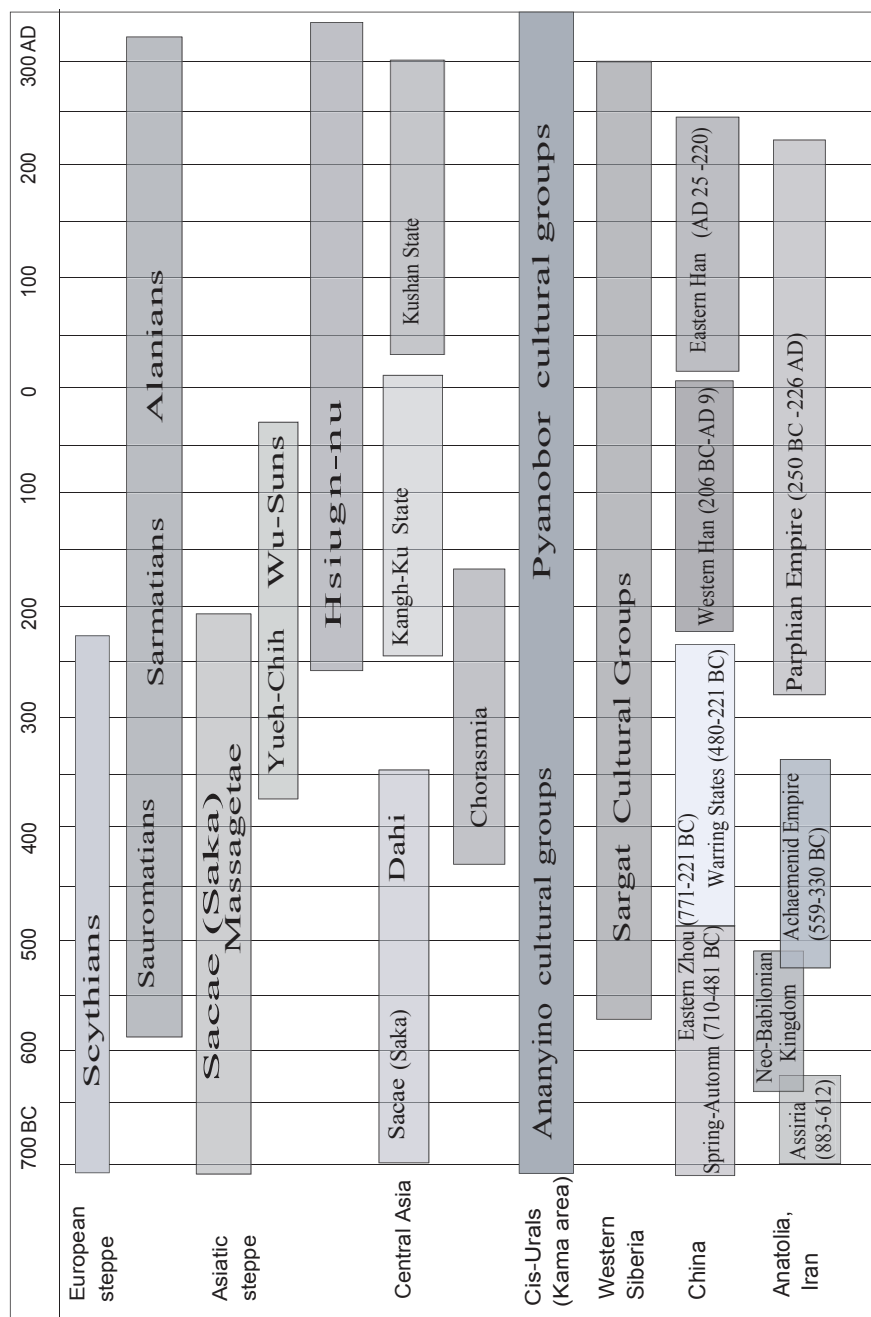 700 BC
600
500
400
300
200
100
0
100
200
300 AD
European
steppe
Scythians
Sauromatians
Sarmatians
Alanians
Asiatic
steppe
Sacae (Saka)
Massagetae
Yueh-Chih
Wu-Suns
Hsiugn-nu
Central Asia
Sacae (Saka)
Dahi
Kangh-Ku State
Kushan State
Chorasmia
Cis-Urals
(Kama area)
Ananyino cultural groups
Pyanobor cultural groups
Western
Siberia
Sargat Cultural Groups
China
Eastern Zhou (771-221 BC)
Spring-Automn (710-481 BC)
Warring States (480-221 BC)
Western Han (206 BC-AD 9)
Eastern Han (AD 25 -220)
Anatolia,
Iran
Assiria
(883-612)
Neo-Babilonian
Kingdom
Achaemenid Empire
(559-330 BC)
Parphian Empire (250 BC -226 AD)